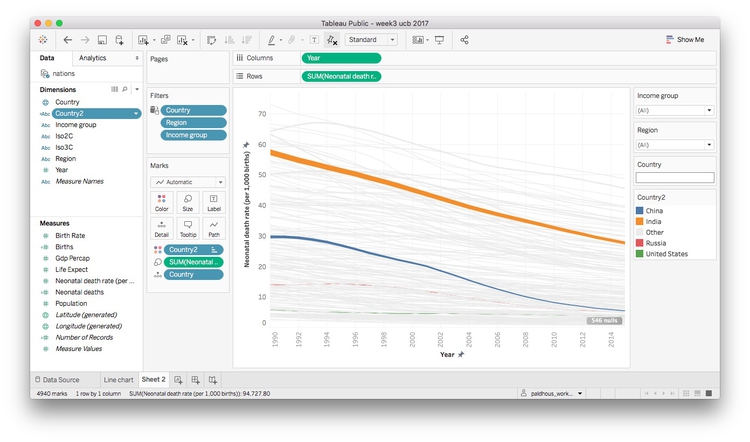 Tableau Public - week3 ucb 2017
Standard
Show Me
Data Analytics
nations
Dimensions
Country
Abc Country2
Abc Income group
Abc Iso2C
Abc Iso3C
Abc Region
# Year
Abc Measure Names
Measures
# Birth Rate
# Births
# Gdp Percap
# Life Expect
# Neonatal death rate (per ...
# Neonatal deaths
# Population
Latitude (generated)
Longitude (generated)
# Number of Records
# Measure Values
Pages
Filters
Country
Region
Income group
Marks
Automatic
Color Size Label
Detail Tooltip Path
Country2
SUM(Neonatal ...
Country
Columns Year
Rows SUM(Neonatal death r..
Neonatal death rate (per 1,000 births)
70
60
50
40
30
20
10
0
546 nulls
1990 1992 1994 1996 1998 2000 2002 2004 2006 2008 2010 2012 2014
Year
Income group
(All)
Region
(All)
Country
Country2
China
India
Other
Russia
United States
Data Source Line chart Sheet 2
4940 marks 1 row by 1 column SUM(Neonatal death rate (per 1,000 births)): 94,727.80 paldhous_work...